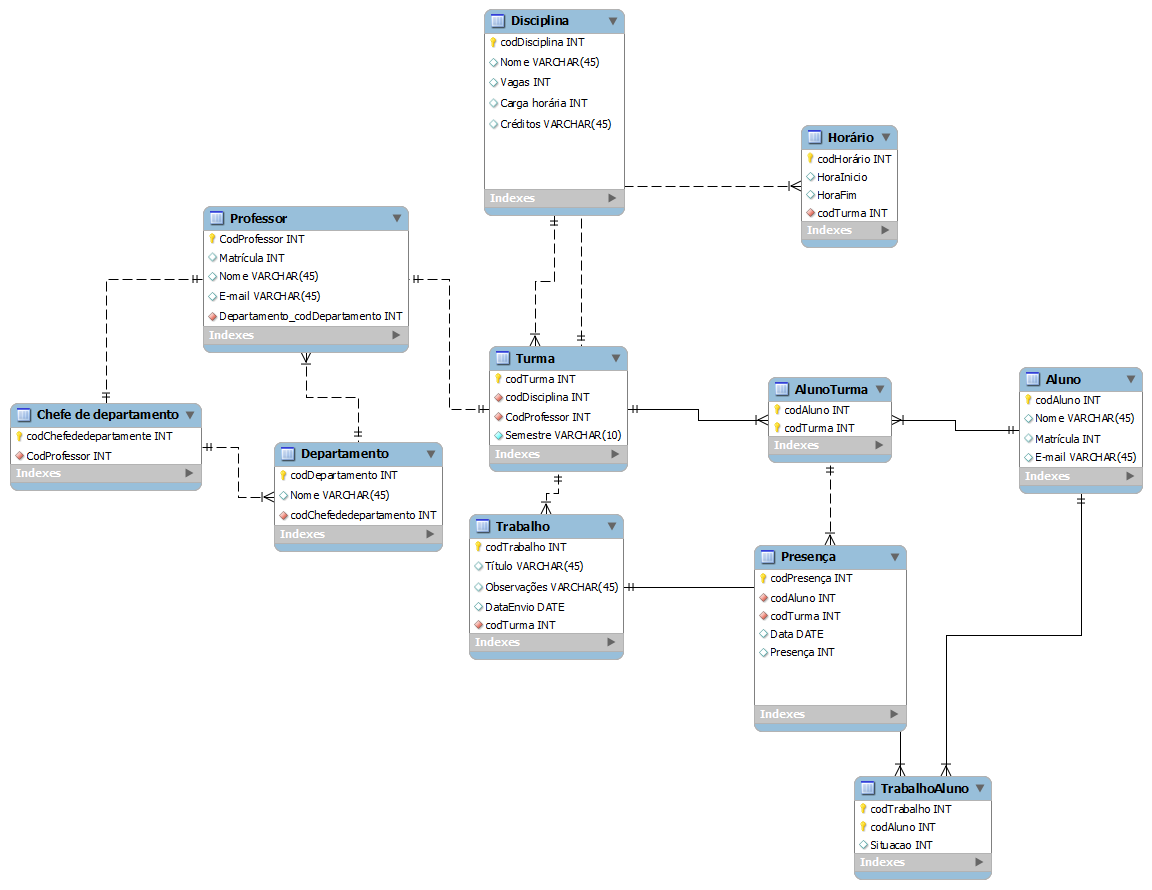 Disciplina
codDisciplina INT
Nome VARCHAR(45)
Vagas INT
Carga horária INT
Créditos VARCHAR(45)
Indexes
Horário
codHorário INT
HoraInicio
HoraFim
codTurma INT
Indexes
Professor
CodProfessor INT
Matrícula INT
Nome VARCHAR(45)
E-mail VARCHAR(45)
Departamento_codDepartamento INT
Indexes
Turma
codTurma INT
codDisciplina INT
CodProfessor INT
Semestre VARCHAR(10)
Indexes
AlunoTurma
codAluno INT
codTurma INT
Indexes
Aluno
codAluno INT
Nome VARCHAR(45)
Matrícula INT
E-mail VARCHAR(45)
Indexes
Chefe de departamento
codChefededepartamente INT
CodProfessor INT
Indexes
Departamento
codDepartamento INT
Nome VARCHAR(45)
codChefededepartamento INT
Indexes
Trabalho
codTrabalho INT
Título VARCHAR(45)
Observações VARCHAR(45)
DataEnvio DATE
codTurma INT
Indexes
Presença
codPresença INT
codAluno INT
codTurma INT
Data DATE
Presença INT
Indexes
TrabalhoAluno
codTrabalho INT
codAluno INT
Situacao INT
Indexes